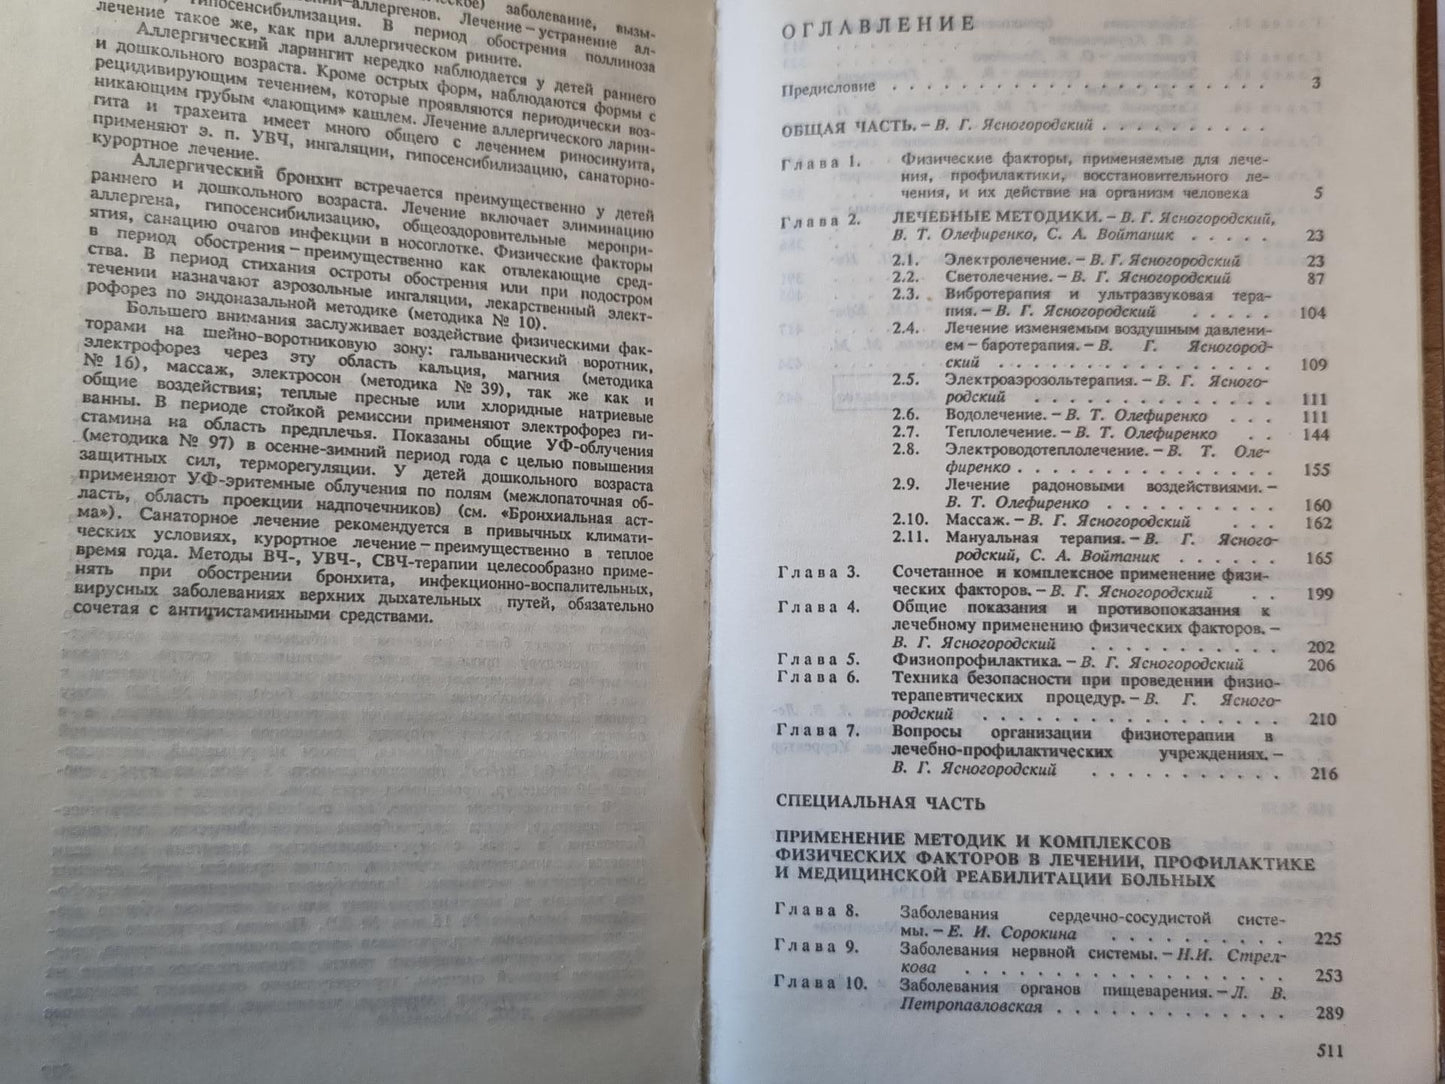 заболевание, вызы-
аллергенов. Лечение – устранение ал-
гипосенсибилизация. В период обострения поллиноза
лечение такое же, как при аллергическом рините.
Аллергический ларингит нередко наблюдается у детей раннего
и дошкольного возраста. Кроме острых форм, наблюдаются формы с
рецидивирующим течением, которые проявляются периодически воз-
никающим грубым «лающим» кашлем. Лечение аллергического ларин-
гита и трахеита имеет много общего с лечением риносинуита,
применяют э. п. УВЧ, ингаляции, гипосенсибилизацию, санаторно-
курортное лечение.
Аллергический бронхит встречается преимущественно у детей
раннего и дошкольного возраста. Лечение включает элиминацию
аллергена, гипосенсибилизацию, общеоздоровительные меропри-
ятия, санацию очагов инфекции в носоглотке. Физические факторы
в период обострения – преимущественно как отвлекающие сред-
ства. В период стихания остроты обострения или при подостром
течении назначают аэрозольные ингаляции, лекарственный элект-
рофорез по эндоназальной методике (методика № 10).
Большего внимания заслуживает воздействие физическими фак-
торами на шейно-воротниковую зону: гальванический воротник,
электрофорез через эту область кальция, магния (методика
№ 16), массаж, электросон (методика № 39), так же как и
общие воздействия; теплые пресные или хлоридные натриевые
ванны. В периоде стойкой ремиссии применяют электрофорез ги-
стамина на область предплечья. Показаны общие УФ-облучения
(методика № 97) в осенне-зимний период года с целью повышения
защитных сил, терморегуляции. У детей дошкольного возраста
применяют УФ-эритемные облучения по полям (межлопаточная об-
ласть, область проекции надпочечников) (см. «Бронхиальная аст-
ма»). Санаторное лечение рекомендуется в привычных климати-
ческих условиях, курортное лечение – преимущественно в теплое
время года. Методы ВЧ-, УВЧ-, СВЧ-терапии целесообразно приме-
нять при обострении бронхита, инфекционно-воспалительных,
вирусных заболеваниях верхних дыхательных путей, обязательно
сочетая с антигистаминными средствами.
ОГЛАВЛЕНИЕ
Предисловие . . . . . . . . . . . . . . . . . . . . . . 3
ОБЩАЯ ЧАСТЬ. – В. Г. Ясногородский . . . . . . . . . .
Глава 1. Физические факторы, применяемые для лече-
ния, профилактики, восстановительного ле-
чения, и их действие на организм человека 5
Глава 2. ЛЕЧЕБНЫЕ МЕТОДИКИ. – В. Г. Ясногородский,
В. Т. Олефиренко, С. А. Войтаник . . . . . 23
2.1. Электролечение. – В. Г. Ясногородский 23
2.2. Светолечение. – В. Г. Ясногородский 87
2.3. Вибротерапия и ультразвуковая тера-
пия. – В. Г. Ясногородский . . . . . 104
2.4. Лечение изменяемым воздушным давлени-
ем – баротерапия. – В. Г. Ясногород-
ский . . . . . . . . . . . . . . . . . 109
2.5. Электроаэрозольтерапия. – В. Г. Ясного-
родский . . . . . . . . . . . . . . 111
2.6. Водолечение. – В. Т. Олефиренко . . . . 111
2.7. Теплолечение. – В. Т. Олефиренко . . 144
2.8. Электроводотеплолечение. – В. Т. Оле-
фиренко . . . . . . . . . . . . . . . 155
2.9. Лечение радоновыми воздействиями. –
В. Т. Олефиренко . . . . . . . . . . 160
2.10. Массаж. – В. Г. Ясногородский . . . 162
2.11. Мануальная терапия. – В. Г. Ясного-
родский, С. А. Войтаник . . . . . . 165
Глава 3. Сочетанное и комплексное применение физи-
ческих факторов. – В. Г. Ясногородский . . 199
Глава 4. Общие показания и противопоказания к
лечебному применению физических факторов. –
В. Г. Ясногородский . . . . . . . . . . . 202
Глава 5. Физиопрофилактика. – В. Г. Ясногородский 206
Глава 6. Техника безопасности при проведении физио-
терапевтических процедур. – В. Г. Ясного-
родский . . . . . . . . . . . . . . . . . . 210
Глава 7. Вопросы организации физиотерапии в
лечебно-профилактических учреждениях. –
В. Г. Ясногородский . . . . . . . . . . . 216
СПЕЦИАЛЬНАЯ ЧАСТЬ
ПРИМЕНЕНИЕ МЕТОДИК И КОМПЛЕКСОВ
ФИЗИЧЕСКИХ ФАКТОРОВ В ЛЕЧЕНИИ, ПРОФИЛАКТИКЕ
И МЕДИЦИНСКОЙ РЕАБИЛИТАЦИИ БОЛЬНЫХ
Глава 8. Заболевания сердечно-сосудистой систе-
мы. – Е. И. Сорокина . . . . . . . . . . 225
Глава 9. Заболевания нервной системы. – Н.И. Стрел-
кова . . . . . . . . . . . . . . . . . . . 253
Глава 10. Заболевания органов пищеварения. – Л. В.
Петропавловская . . . . . . . . . . . . . 289
511